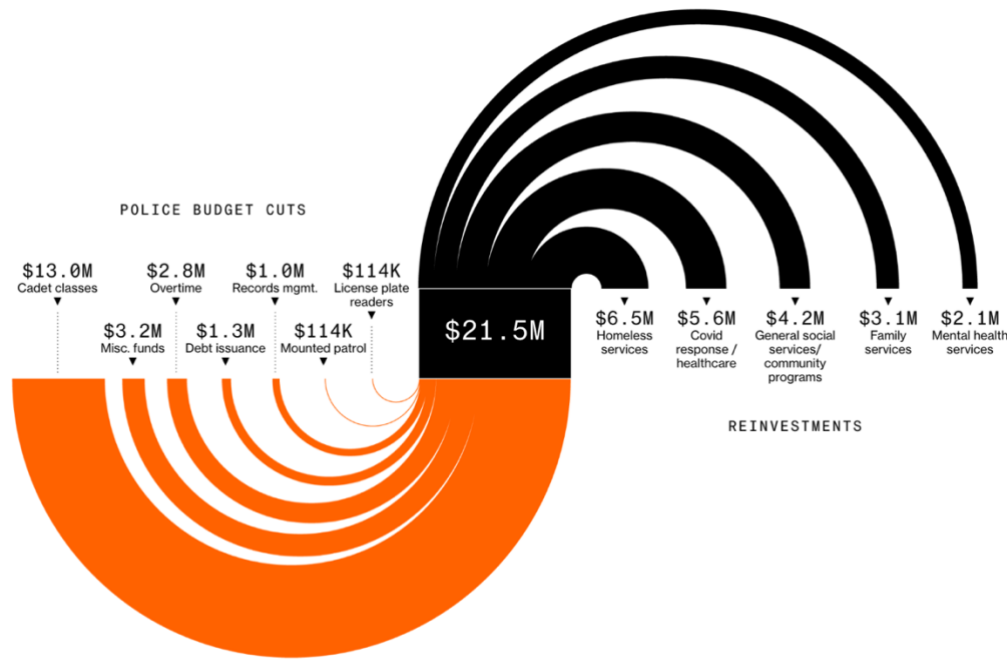 POLICE BUDGET CUTS
$13.0M
Cadet classes
$3.2M
Misc. funds
$2.8M
Overtime
$1.3M
Debt issuance
$1.0M
Records mgmt.
$114K
Mounted patrol
$114K
License plate
readers
$21.5M
$6.5M
Homeless
services
$5.6M
Covid
response /
healthcare
$4.2M
General social
services/
community
programs
$3.1M
Family
services
$2.1M
Mental health
services
REINVESTMENTS